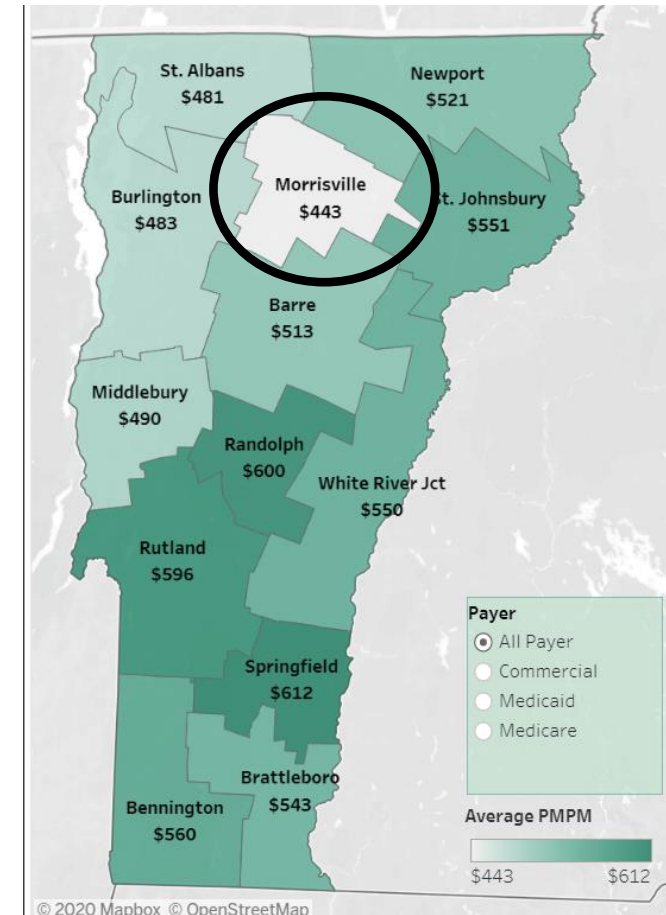 St. Albans
$481
Newport
$521
Morrisville
$443
Burlington
$483
St. Johnsbury
$551
Barre
$513
Middlebury
$490
Randolph
$600
White River Jct
$550
Rutland
$596
Springfield
$612
Brattleboro
$543
Bennington
$560
Payer
All Payer
Commercial
Medicaid
Medicare
Average PMPM
$443 $612
© 2020 Mapbox © OpenStreetMap